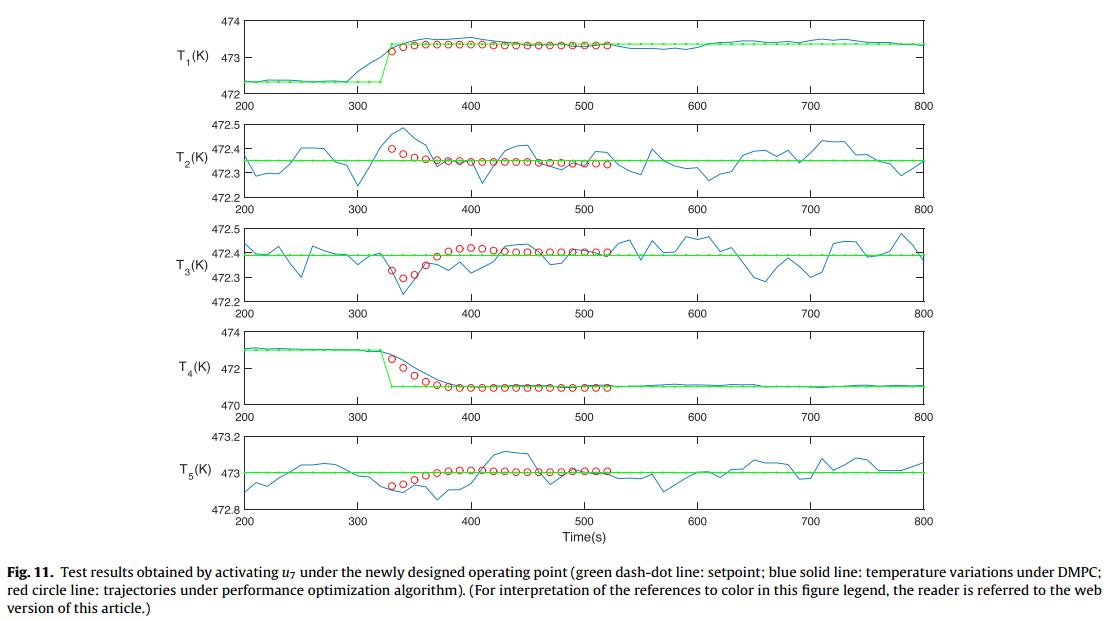 474
T1(K) 473
472
200 300 400 500 600 700 800
472.5
472.4
T2(K)
472.3
472.2
200 300 400 500 600 700 800
472.5
472.4
T3(K)
472.3
472.2
200 300 400 500 600 700 800
474
T4(K) 472
470
200 300 400 500 600 700 800
473.2
T5(K) 473
472.8
200 300 400 500 600 700 800
Time(s)
Fig. 11. Test results obtained by activating u7 under the newly designed operating point (green dash-dot line: setpoint; blue solid line: temperature variations under DMPC;
red circle line: trajectories under performance optimization algorithm). (For interpretation of the references to color in this figure legend, the reader is referred to the web
version of this article.)